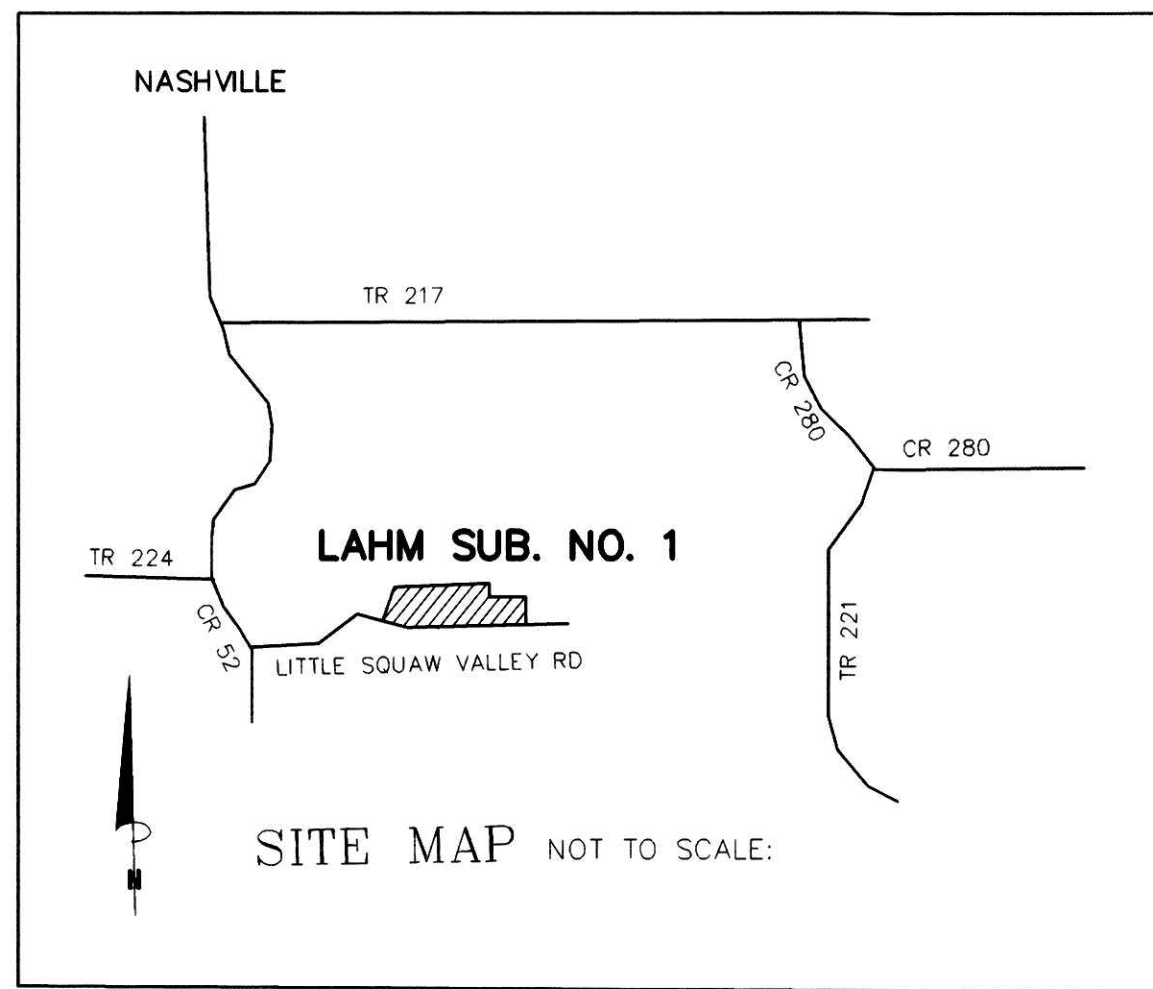 NASHVILLE
TR 217
CR 280
CR 280
LAHM SUB. NO. 1
TR 224
CR 52
TR 221
LITTLE SQUAW VALLEY RD
SITE MAP NOT TO SCALE:
N